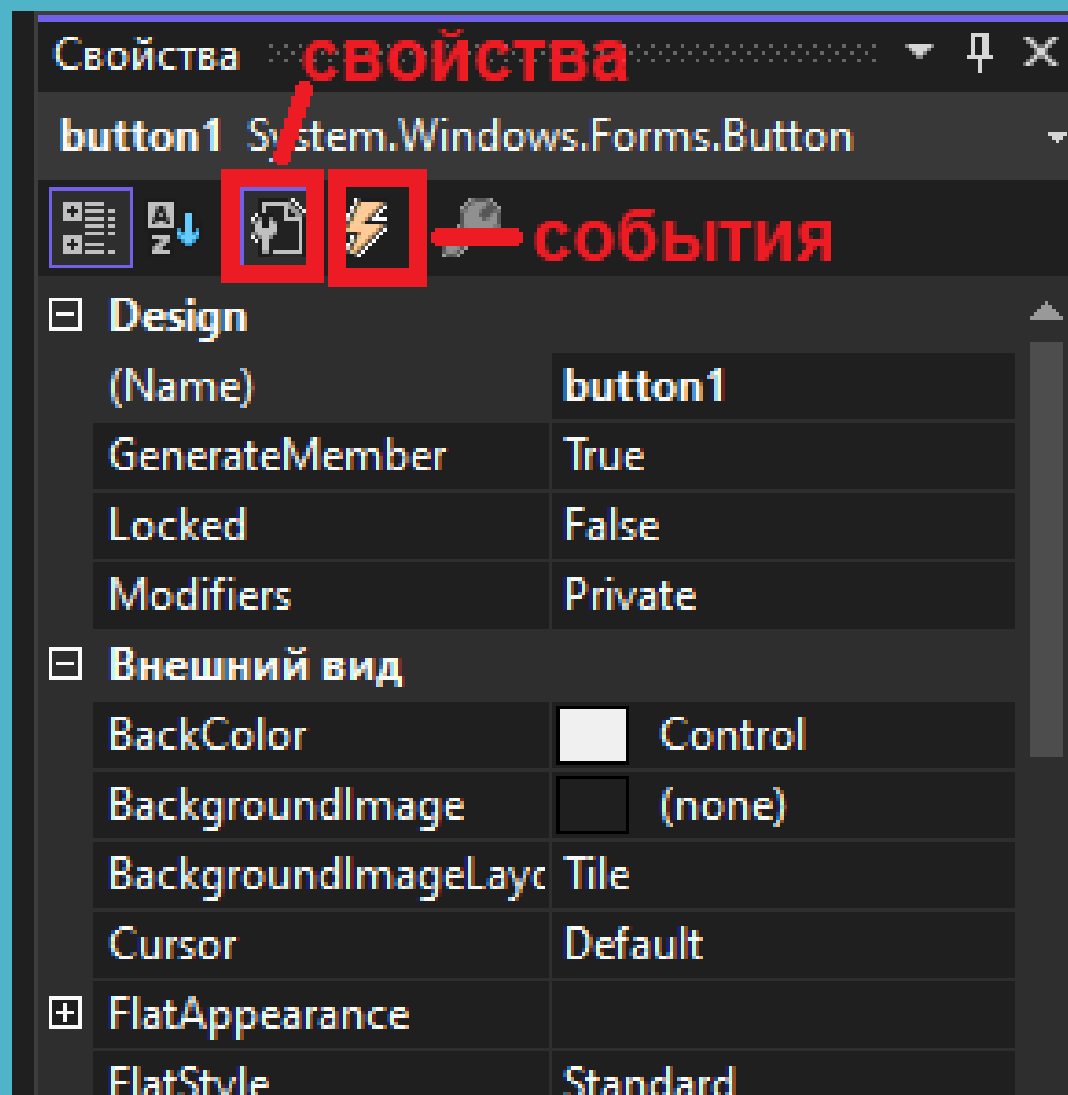 Свойства
свойства
button1 System.Windows.Forms.Button
A
Z
события
Design
(Name) button1
GenerateMember True
Locked False
Modifiers Private
Внешний вид
BackColor Control
BackgroundImage (none)
BackgroundImageLayc Tile
Cursor Default
FlatAppearance
FlatStyle Standard